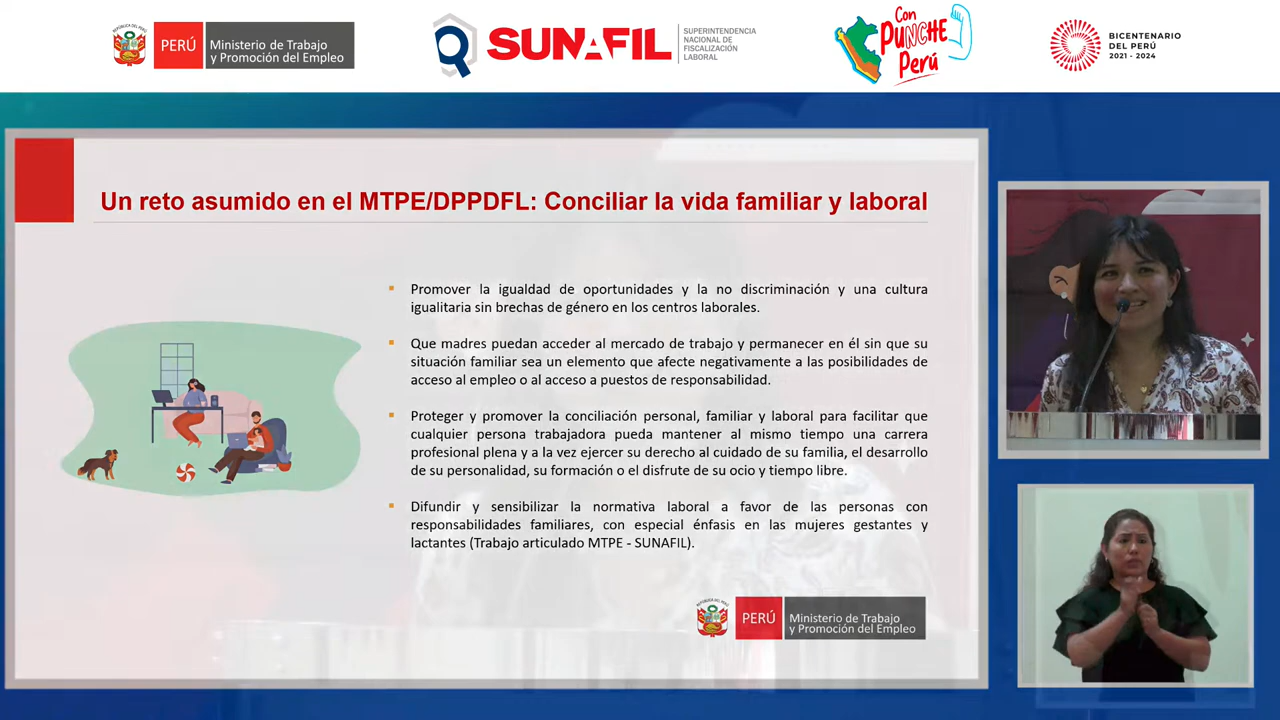 PERÚ
Ministerio de Trabajo
y Promoción del Empleo
SUNAFIL
SUPERINTENDENCIA
NACIONAL DE
FISCALIZACIÓN
LABORAL
Con
PUNCHE
Perú
BICENTENARIO
DEL PERÚ
2021 - 2024
Un reto asumido en el MTPE/DPPDFL: Conciliar la vida familiar y laboral
Promover la igualdad de oportunidades y la no discriminación y una cultura
igualitaria sin brechas de género en los centros laborales.
Que madres puedan acceder al mercado de trabajo y permanecer en él sin que su
situación familiar sea un elemento que afecte negativamente a las posibilidades de
acceso al empleo o al acceso a puestos de responsabilidad.
Proteger y promover la conciliación personal, familiar y laboral para facilitar que
cualquier persona trabajadora pueda mantener al mismo tiempo una carrera
profesional plena y a la vez ejercer su derecho al cuidado de su familia, el desarrollo
de su personalidad, su formación o el disfrute de su ocio y tiempo libre.
Difundir y sensibilizar la normativa laboral a favor de las personas con
responsabilidades familiares, con especial énfasis en las mujeres gestantes y
lactantes (Trabajo articulado MTPE - SUNAFIL).
PERÚ
Ministerio de Trabajo
y Promoción del Empleo